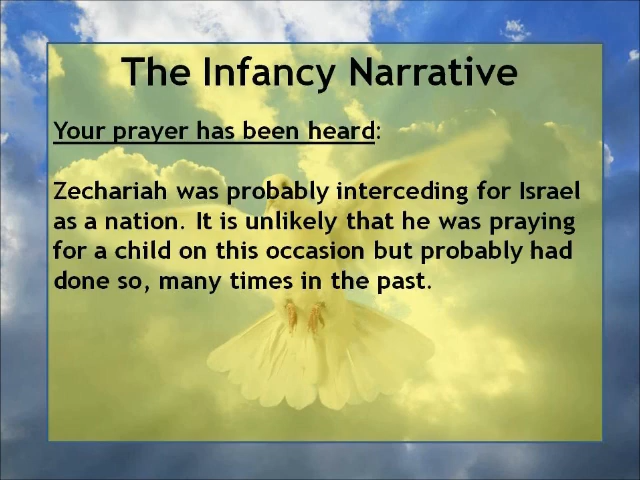 The Infancy Narrative
Your prayer has been heard:
Zechariah was probably interceding for Israel
as a nation. It is unlikely that he was praying
for a child on this occasion but probably had
done so, many times in the past.